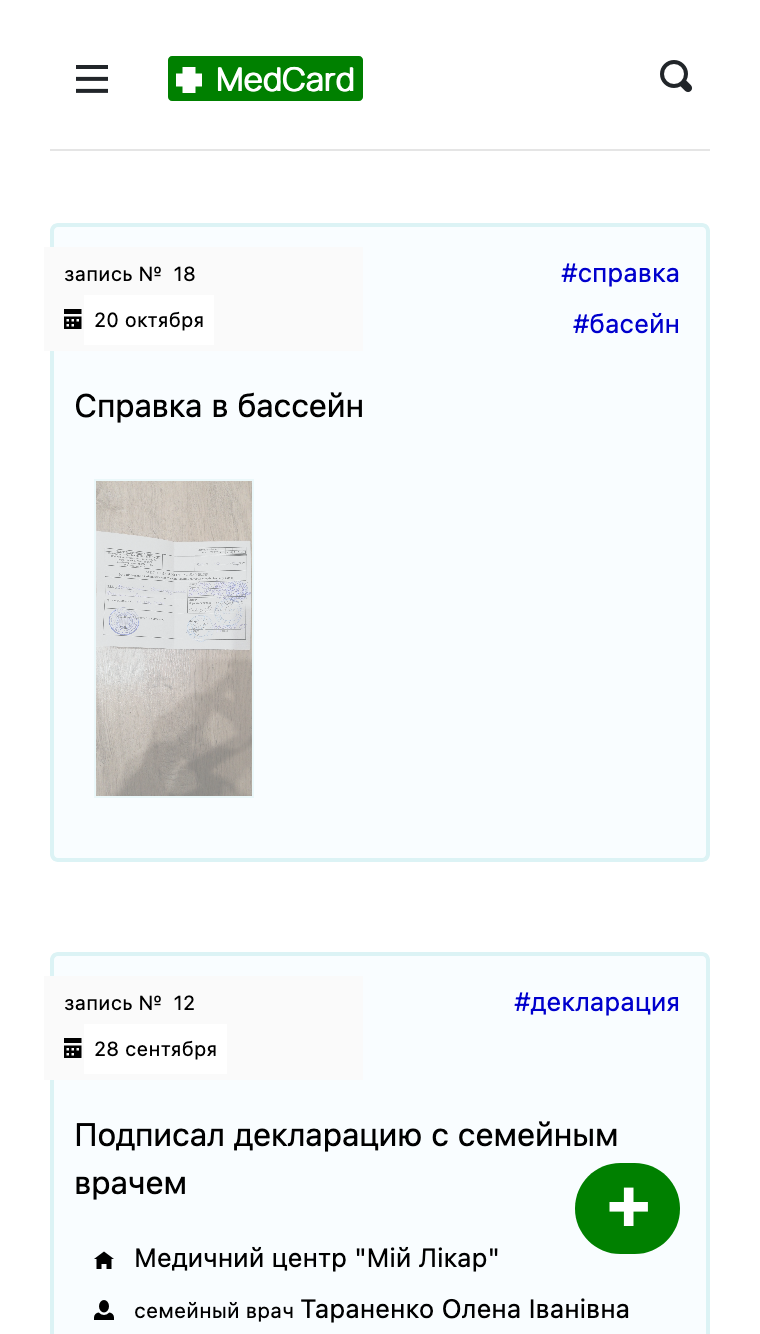 MedCard
запись № 18
#справка
20 октября
#басейн
Справка в бассейн
запись № 12
#декларация
28 сентября
Подписал декларацию с семейным
врачем
Медичний центр "Мій Лікар"
семейный врач Тараненко Олена Іванівна